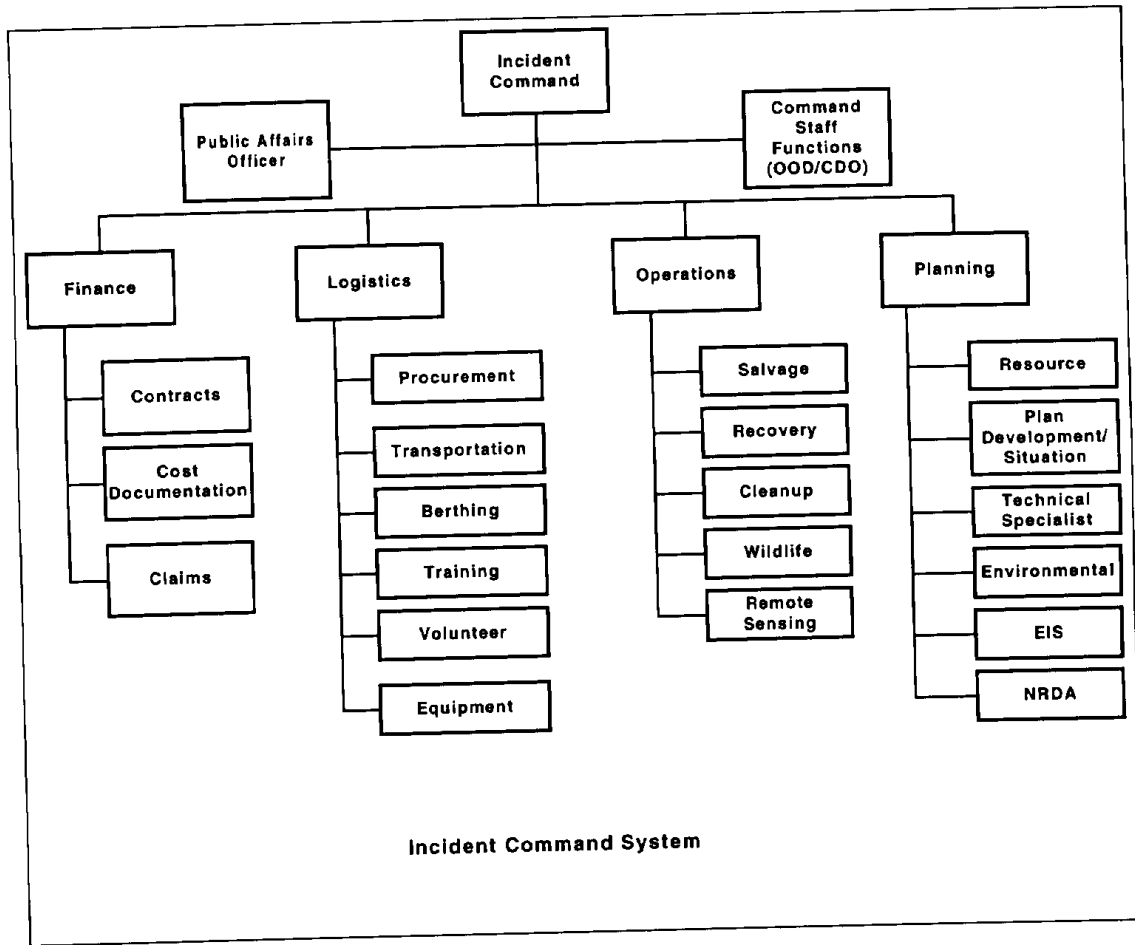 Incident
Command
Public Affairs
Officer
Command
Staff
Functions
(OOD/CDO)
Finance
Logistics
Operations
Planning
Contracts
Cost
Documentation
Claims
Procurement
Transportation
Berthing
Training
Volunteer
Equipment
Salvage
Recovery
Cleanup
Wildlife
Remote
Sensing
Resource
Plan
Development/
Situation
Technical
Specialist
Environmental
EIS
NRDA
Incident Command System